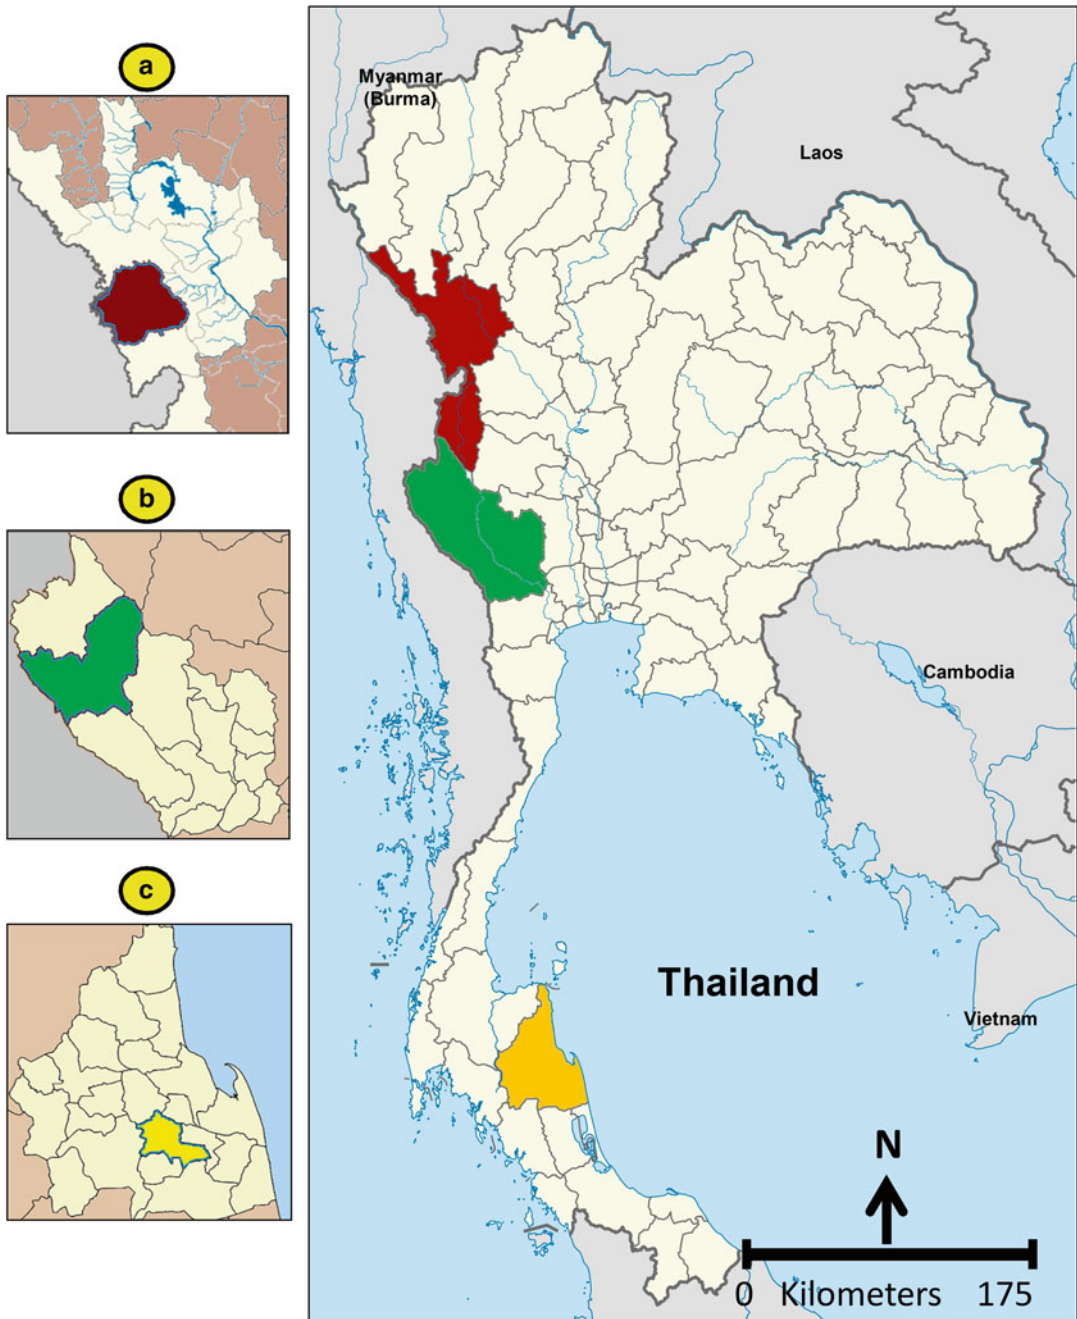 a
b
c
Myanmar
(Burma)
Laos
Cambodia
Thailand
Vietnam
N
0 Kilometers 175